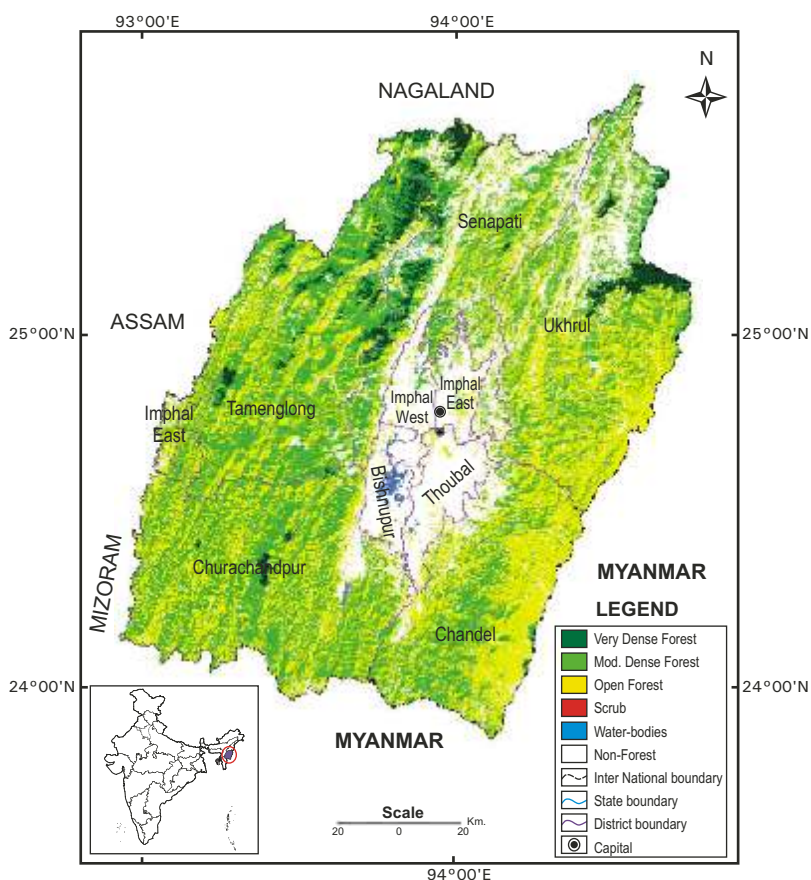 93°00'E
94°00'E
N
NAGALAND
Senapati
ASSAM
25°00'N
25°00'N
Ukhrul
Imphal
East
Imphal
West
Imphal
East
Tamenglong
Bishnupur
Thoubal
Churachandpur
MIZORAM
MYANMAR
Chandel
LEGEND
Very Dense Forest
Mod. Dense Forest
Open Forest
Scrub
Water-bodies
Non-Forest
Inter National boundary
State boundary
District boundary
Capital
24°00'N
24°00'N
MYANMAR
Scale
20
0
20
Km.
94°00'E